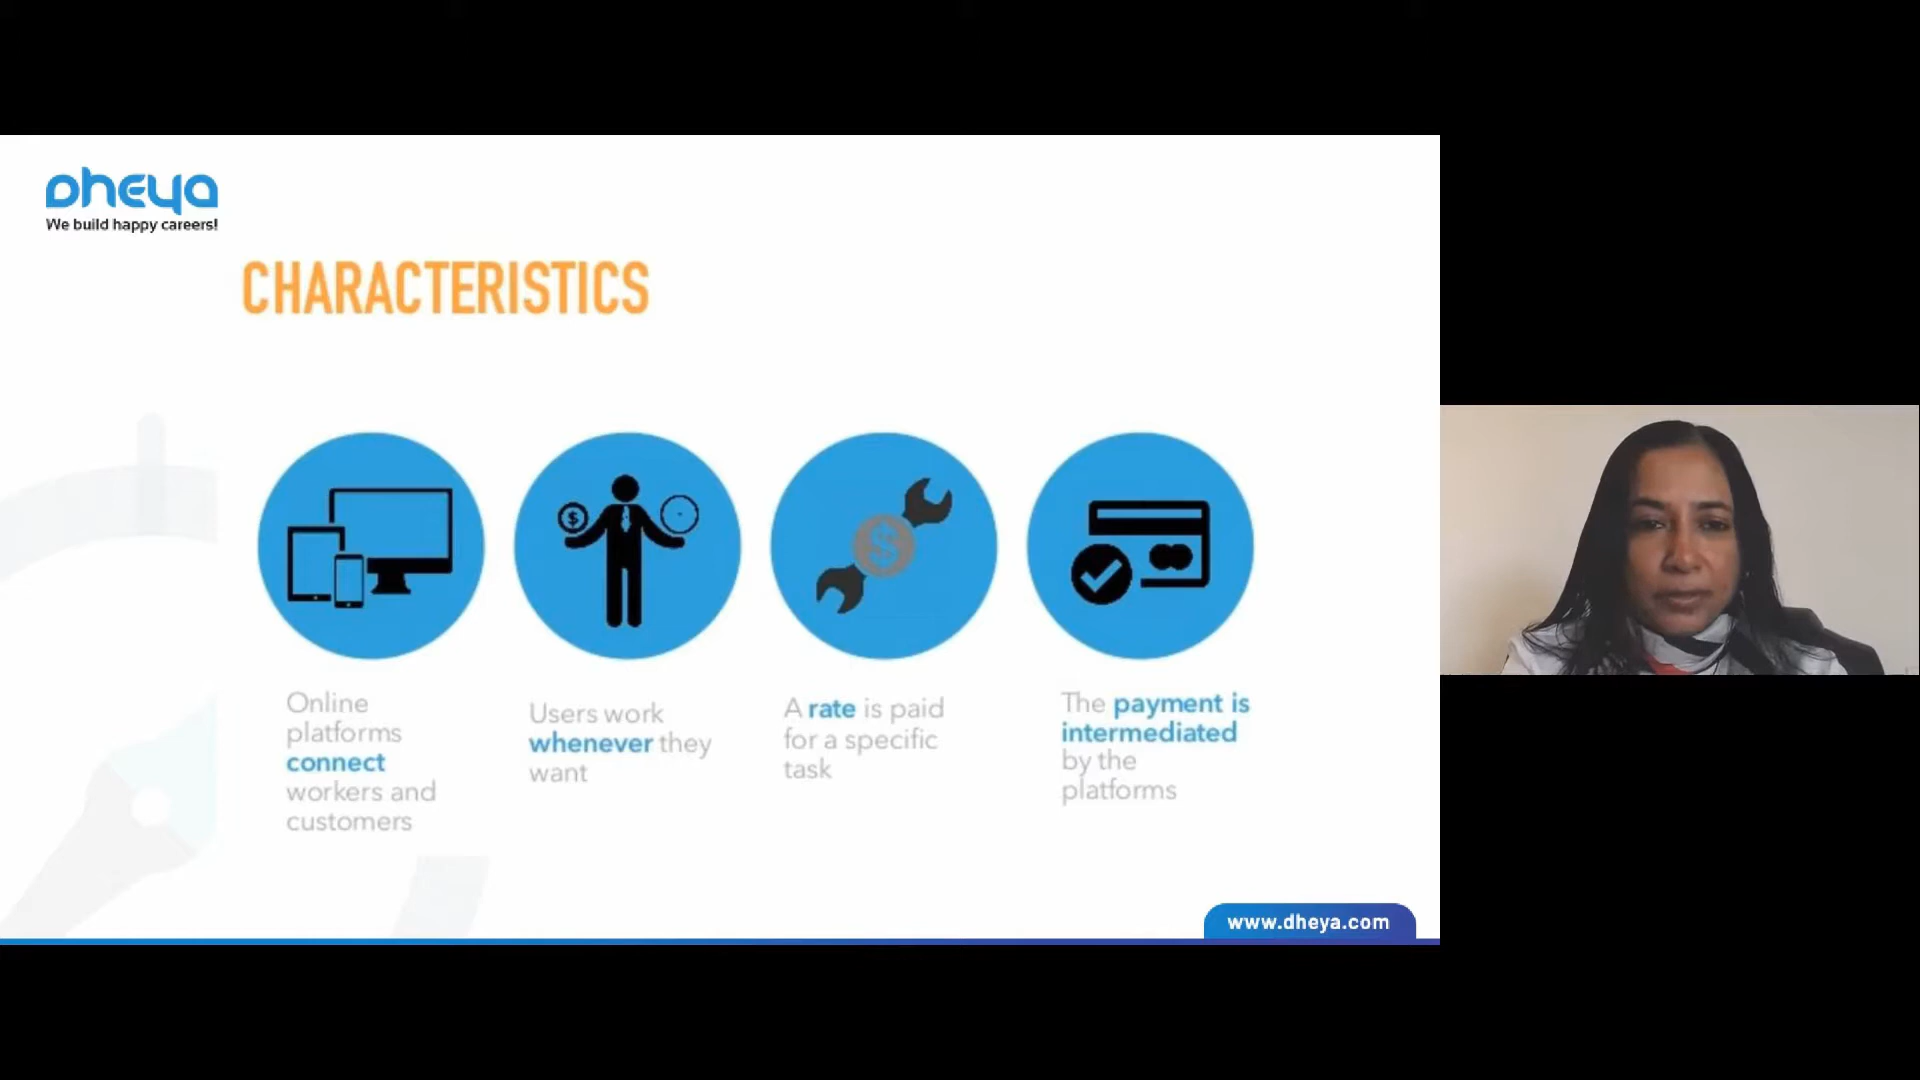 Dheya
We build happy careers!
CHARACTERISTICS
$
$
Online
platforms
connect
workers and
customers
Users work
whenever they
want
A rate is paid
for a specific
task
The payment is
intermediated
by the
platforms
www.dheya.com